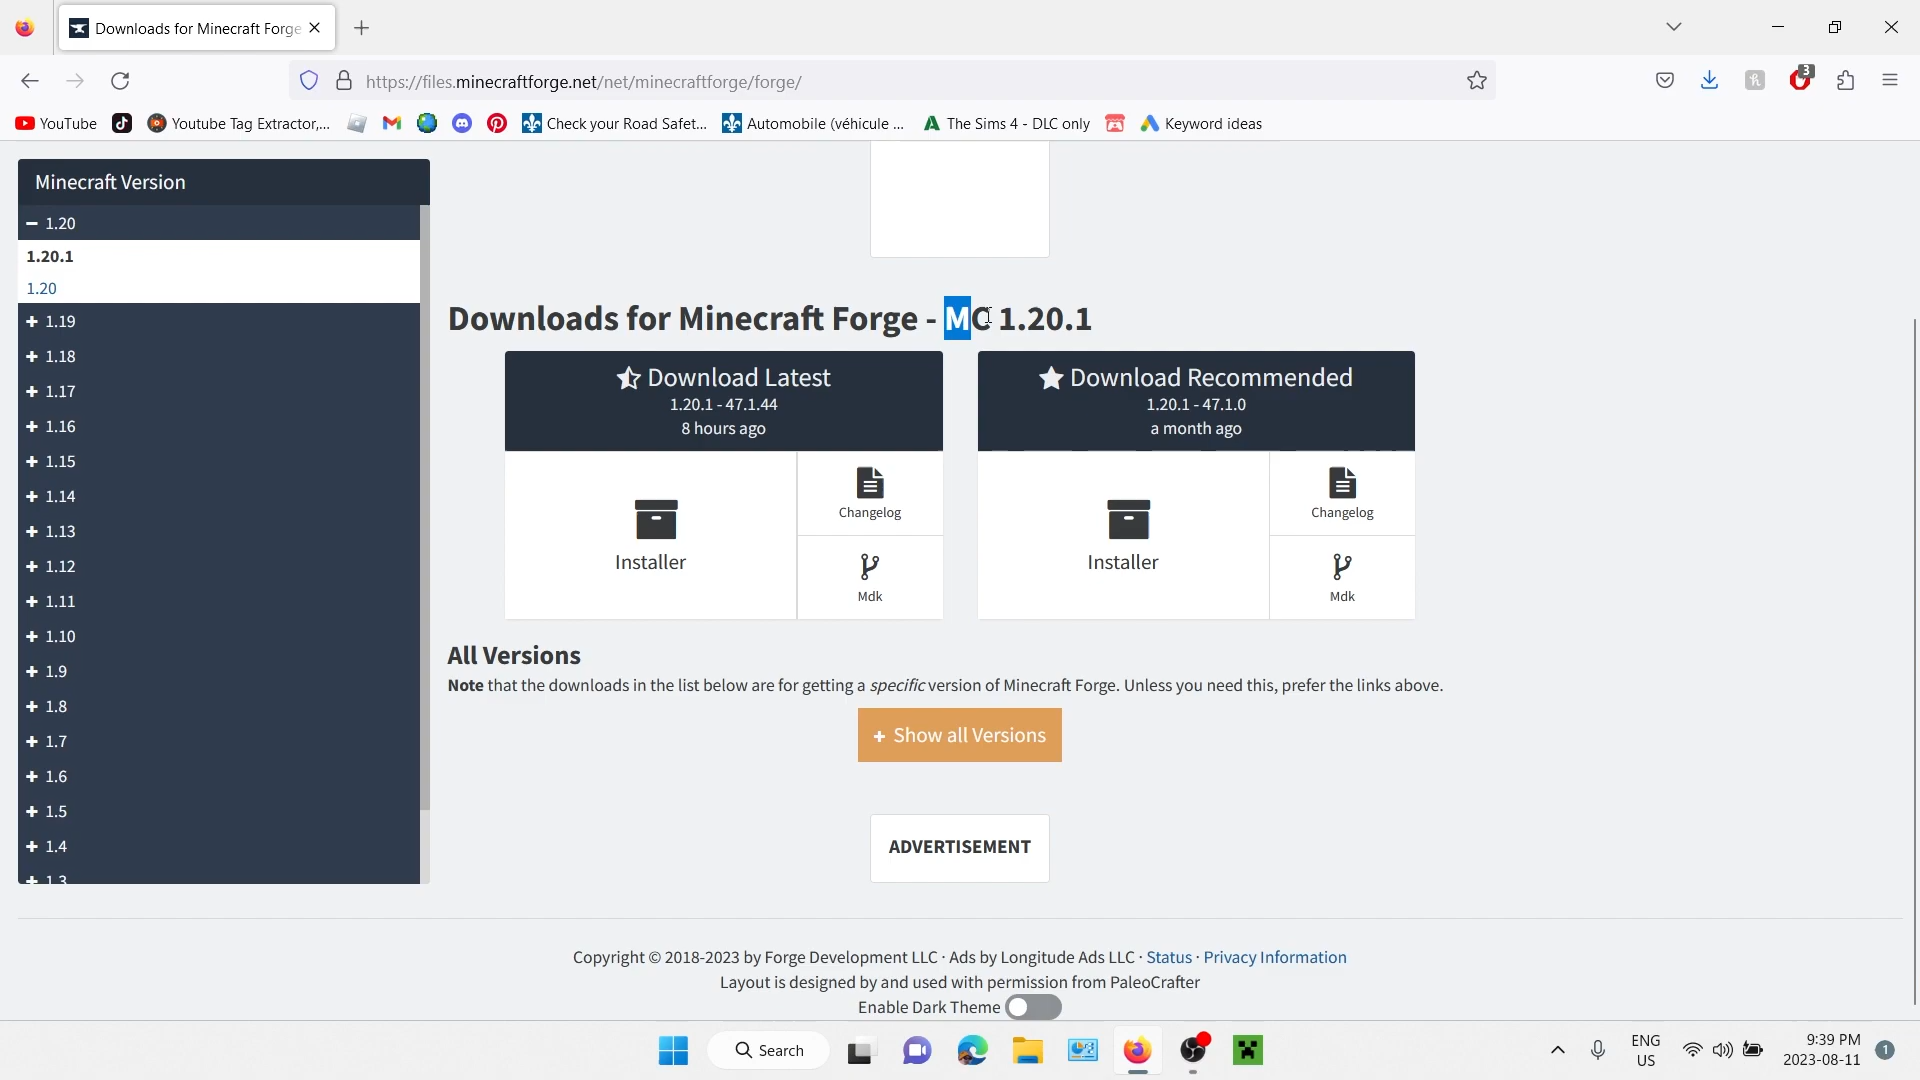 Downloads for Minecraft Forge
https://files.minecraftforge.net/net/minecraftforge/forge/
3
YouTube
Youtube Tag Extractor,...
Check your Road Safet...
Automobile (véhicule ...
The Sims 4 - DLC only
Keyword ideas
Minecraft Version
1.20
1.20.1
1.20
1.19
1.18
1.17
1.16
1.15
1.14
1.13
1.12
1.11
1.10
1.9
1.8
1.7
1.6
1.5
1.4
1.3
Downloads for Minecraft Forge - MC 1.20.1
Download Latest
1.20.1 - 47.1.44
8 hours ago
Installer
Changelog
Mdk
Download Recommended
1.20.1 - 47.1.0
a month ago
Installer
Changelog
Mdk
All Versions
Note that the downloads in the list below are for getting a specific version of Minecraft Forge. Unless you need this, prefer the links above.
+ Show all Versions
ADVERTISEMENT
Copyright © 2018-2023 by Forge Development LLC · Ads by Longitude Ads LLC · Status · Privacy Information
Layout is designed by and used with permission from PaleoCrafter
Enable Dark Theme
Search
ENG
US
9:39 PM
2023-08-11
1